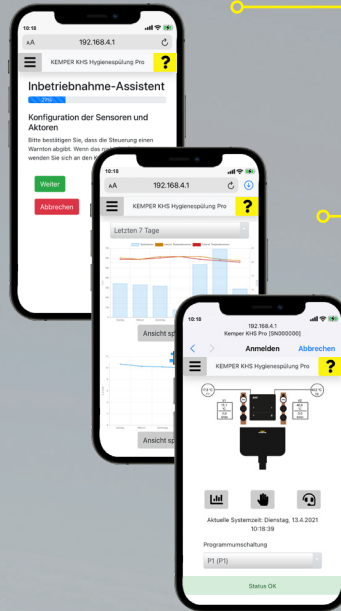 10:18
AA 192.168.4.1
KEMPER KHS Hygienespülung Pro ?
Inbetriebnahme-Assistent
Konfiguration der Sensoren und
Aktoren
Bitte bestätigen Sie, dass die Steuerung einen
Warnton abgibt. Wenn das
wenden Sie sich an den
Weiter
Abbrechen
10:18
AA 192.168.4.1
KEMPER KHS Hygienespülung Pro ?
Letzten 7 Tage
Ansicht
Ansicht
10:18
192.168.4.1
Kemper KHS Pro [SN000000]
Anmelden Abbrechen
KEMPER KHS Hygienespülung Pro ?
Aktuelle Systemzeit: Dienstag, 13.4.2021
10:18:39
Programmumschaltung
P1 (P1)
Status OK